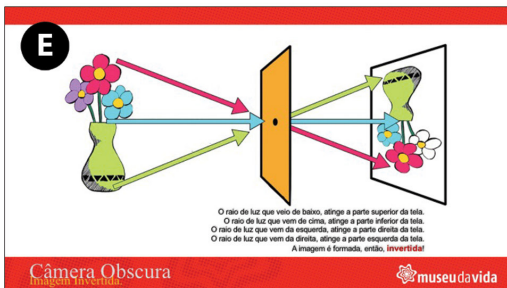 E
O raio de luz que veio de baixo, atinge a parte superior da tela.
O raio de luz que vem de cima, atinge a parte inferior da tela.
O raio de luz que vem da esquerda, atinge a parte direita da tela.
O raio de luz que vem da direita, atinge a parte esquerda da tela.
A imagem é formada, então, invertida!
Câmera Obscura
Imagem Invertida.
museudavida